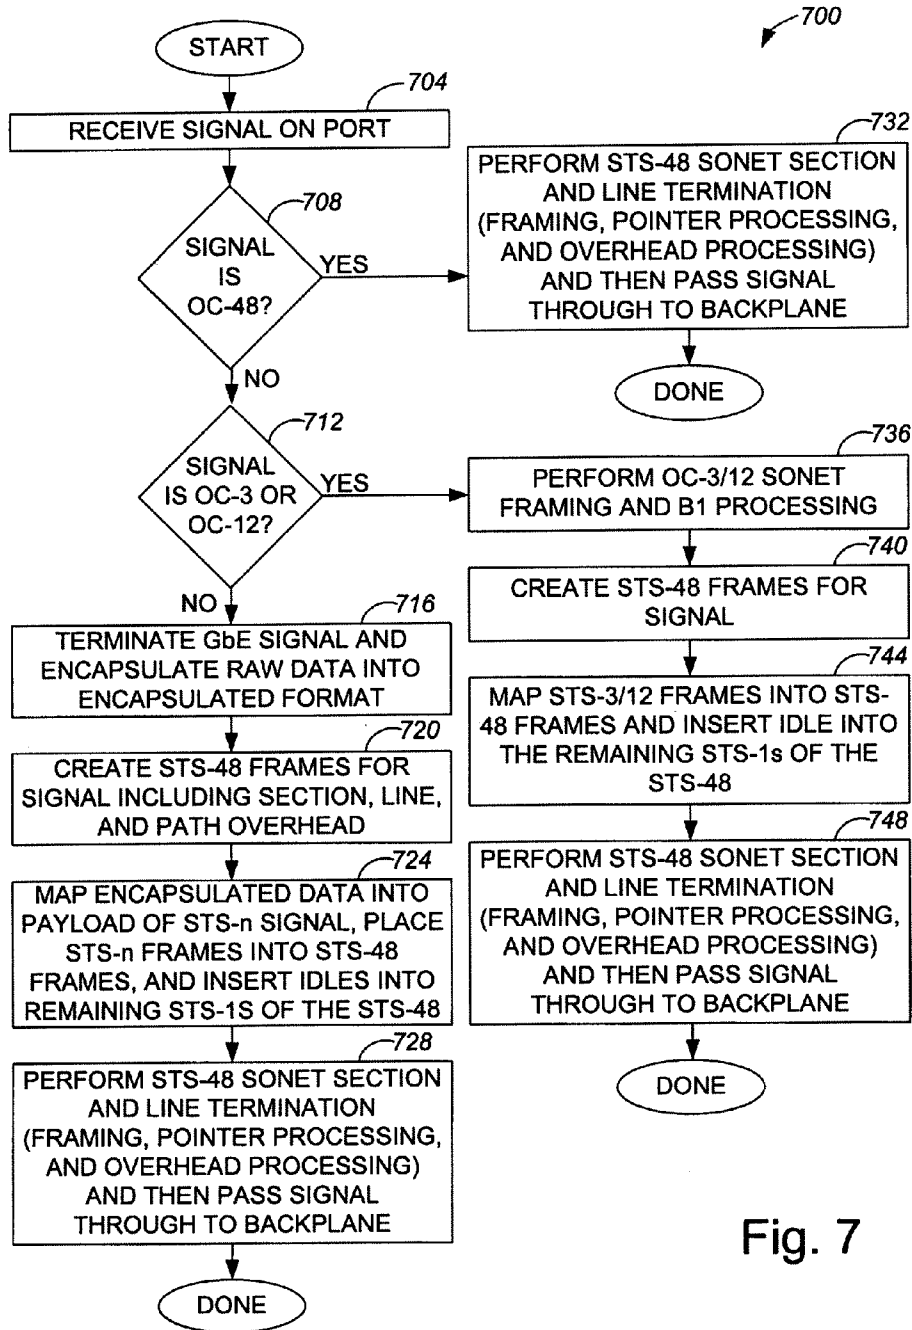 700
START
704
RECEIVE SIGNAL ON PORT
708
SIGNAL
IS
OC-48?
YES
NO
732
PERFORM STS-48 SONET SECTION
AND LINE TERMINATION
(FRAMING, POINTER PROCESSING,
AND OVERHEAD PROCESSING)
AND THEN PASS SIGNAL
THROUGH TO BACKPLANE
DONE
712
SIGNAL
IS OC-3 OR
OC-12?
YES
NO
736
PERFORM OC-3/12 SONET
FRAMING AND B1 PROCESSING
740
CREATE STS-48 FRAMES FOR
SIGNAL
744
MAP STS-3/12 FRAMES INTO STS-
48 FRAMES AND INSERT IDLE INTO
THE REMAINING STS-1s OF THE
STS-48
748
PERFORM STS-48 SONET SECTION
AND LINE TERMINATION
(FRAMING, POINTER PROCESSING,
AND OVERHEAD PROCESSING)
AND THEN PASS SIGNAL
THROUGH TO BACKPLANE
DONE
716
TERMINATE GbE SIGNAL AND
ENCAPSULATE RAW DATA INTO
ENCAPSULATED FORMAT
720
CREATE STS-48 FRAMES FOR
SIGNAL INCLUDING SECTION, LINE,
AND PATH OVERHEAD
724
MAP ENCAPSULATED DATA INTO
PAYLOAD OF STS-n SIGNAL, PLACE
STS-n FRAMES INTO STS-48
FRAMES, AND INSERT IDLES INTO
REMAINING STS-1S OF THE STS-48
728
PERFORM STS-48 SONET SECTION
AND LINE TERMINATION
(FRAMING, POINTER PROCESSING,
AND OVERHEAD PROCESSING)
AND THEN PASS SIGNAL
THROUGH TO BACKPLANE
DONE
Fig. 7